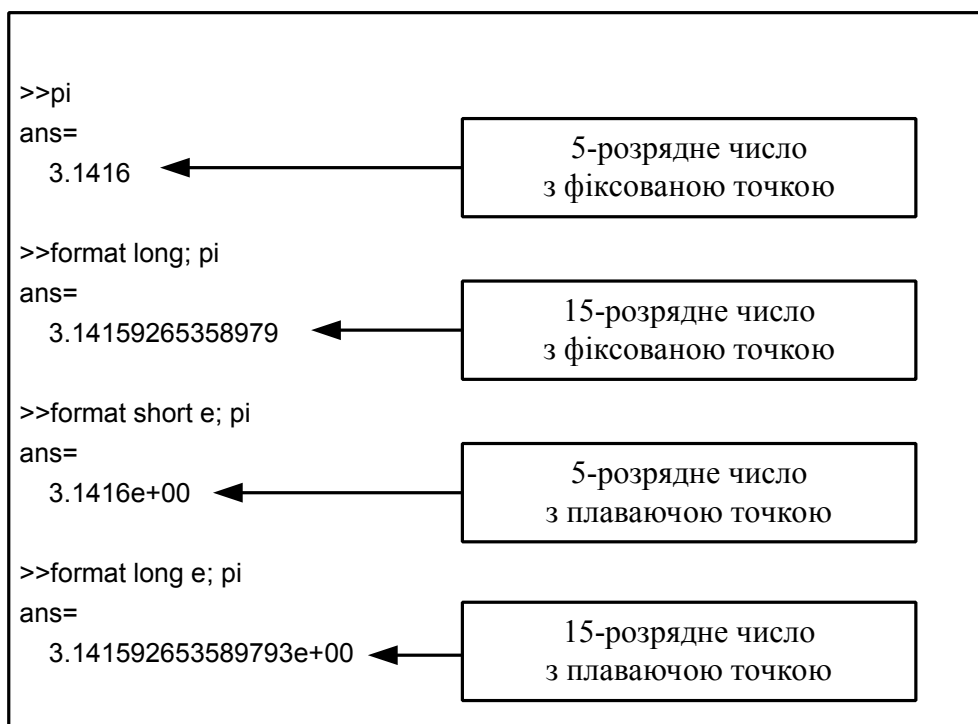 >>pi
ans=
3.1416
5-розрядне число
з фіксованою точкою
>>format long; pi
ans=
3.14159265358979
15-розрядне число
з фіксованою точкою
>>format short e; pi
ans=
3.1416e+00
5-розрядне число
з плаваючою точкою
>>format long e; pi
ans=
3.141592653589793e+00
15-розрядне число
з плаваючою точкою